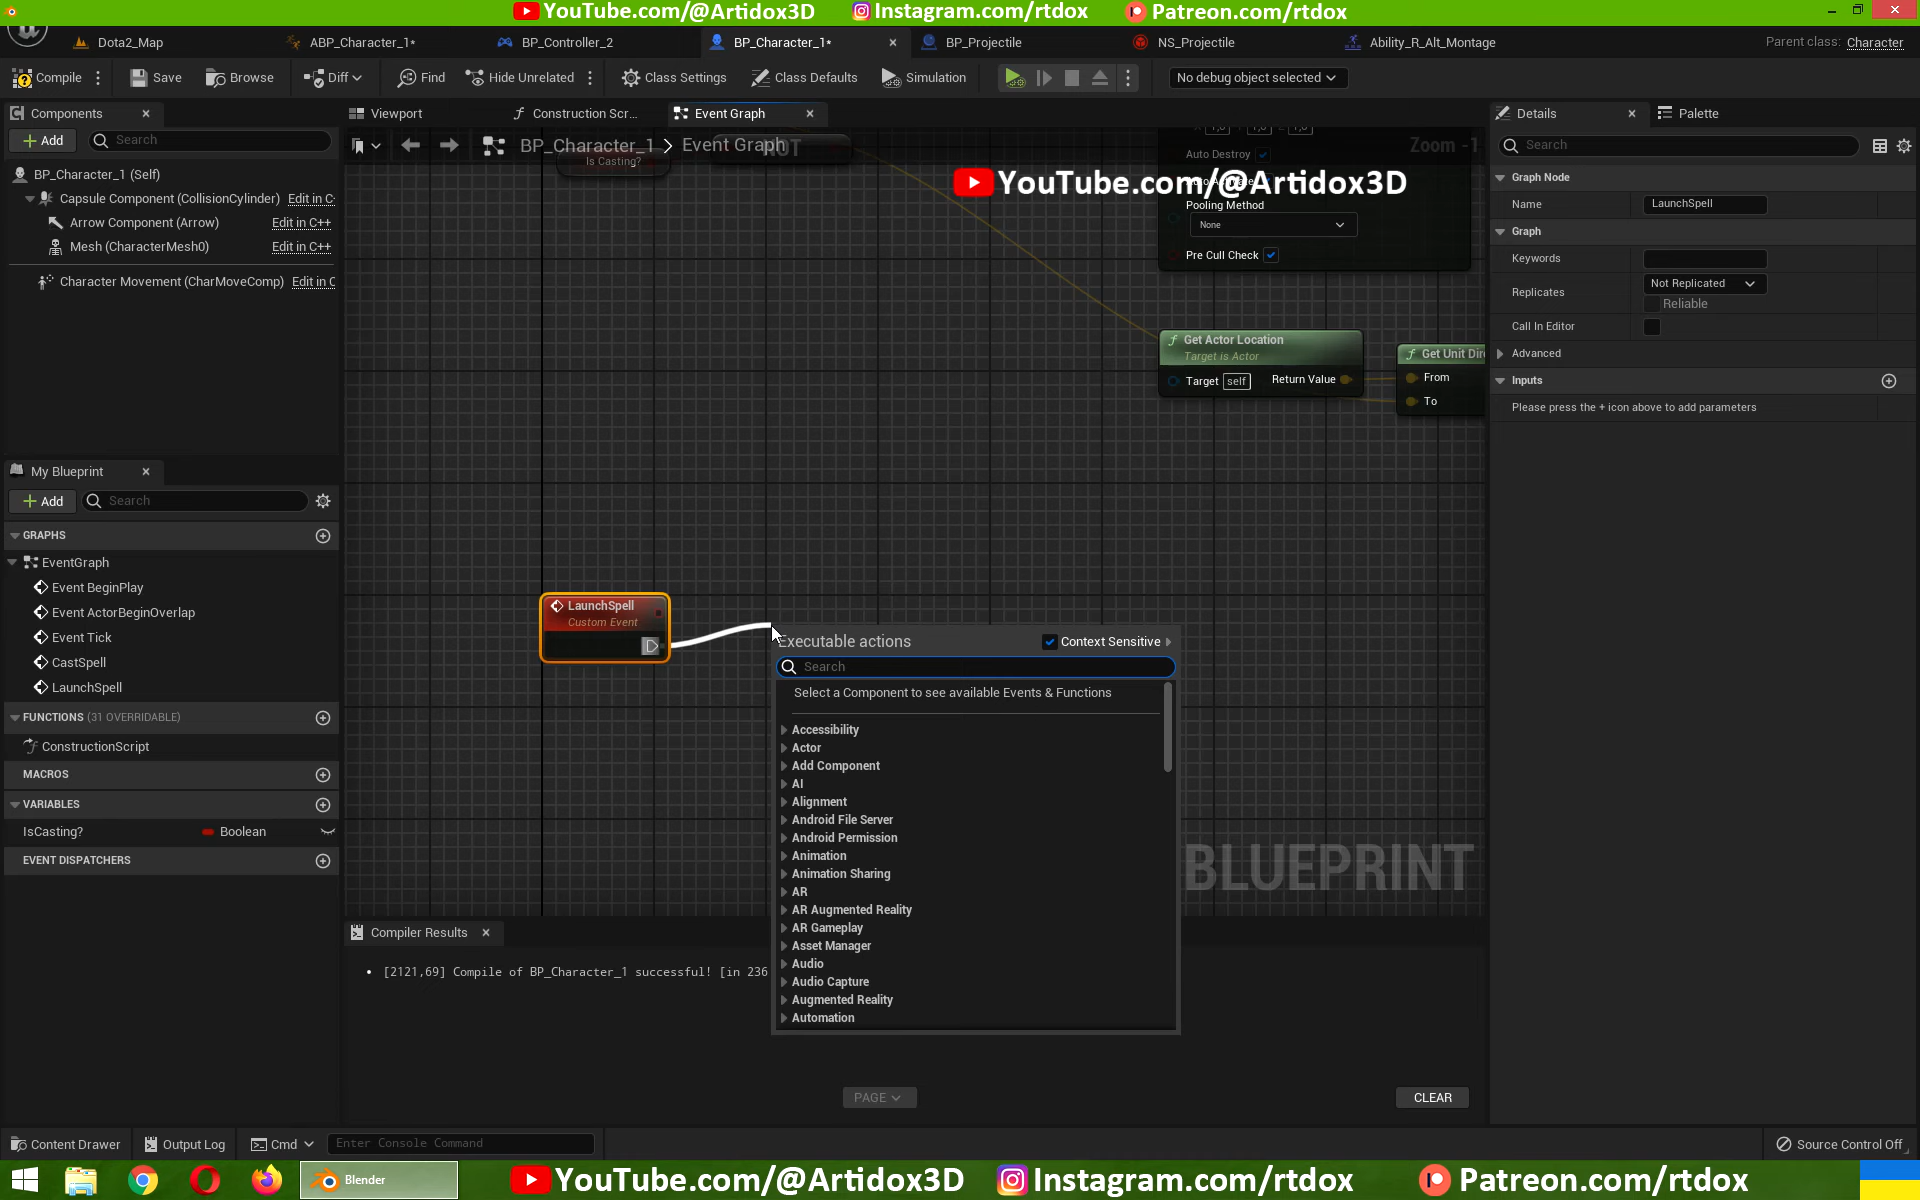 YouTube.com/@Artidox3D Instagram.com/rtdox Patreon.com/rtdox
Dota2_Map ABP_Character_1* BP_Controller_2 BP_Character_1* BP_Projectile NS_Projectile Ability_R_Alt_Montage Parent class: Character
Compile Save Browse Diff Find Hide Unrelated Class Settings Class Defaults Simulation No debug object selected
Components Viewport Construction Scr... Event Graph Details Palette
Add Search BP_Character_1 > Event Graph Zoom -1 Search
Is Casting? NOT
BP_Character_1 (Self)
Capsule Component (CollisionCylinder) Edit in C
Arrow Component (Arrow) Edit in C++
Mesh (CharacterMesh0) Edit in C++
Character Movement (CharMoveComp) Edit in C
Auto Destroy
YouTube.com/@Artidox3D
Pooling Method
None
Pre Cull Check
Get Actor Location
Target is Actor
Target self Return Value
Get Unit Dire
From
To
Graph Node
Name LaunchSpell
Graph
Keywords
Replicates Not Replicated
Reliable
Call In Editor
Advanced
Inputs
Please press the + icon above to add parameters
My Blueprint
Add Search
GRAPHS
EventGraph
Event BeginPlay
Event ActorBeginOverlap
Event Tick
CastSpell
LaunchSpell
FUNCTIONS (31 OVERRIDABLE)
ConstructionScript
MACROS
VARIABLES
IsCasting? Boolean
EVENT DISPATCHERS
LaunchSpell
Custom Event
Executable actions Context Sensitive
Search
Select a Component to see available Events & Functions
Accessibility
Actor
Add Component
AI
Alignment
Android File Server
Android Permission
Animation
Animation Sharing
AR
AR Augmented Reality
AR Gameplay
Asset Manager
Audio
Audio Capture
Augmented Reality
Automation
BLUEPRINT
Compiler Results
[2121,69] Compile of BP_Character_1 successful! [in 236
PAGE CLEAR
Content Drawer Output Log Cmd Enter Console Command Source Control Off
Blender YouTube.com/@Artidox3D Instagram.com/rtdox Patreon.com/rtdox